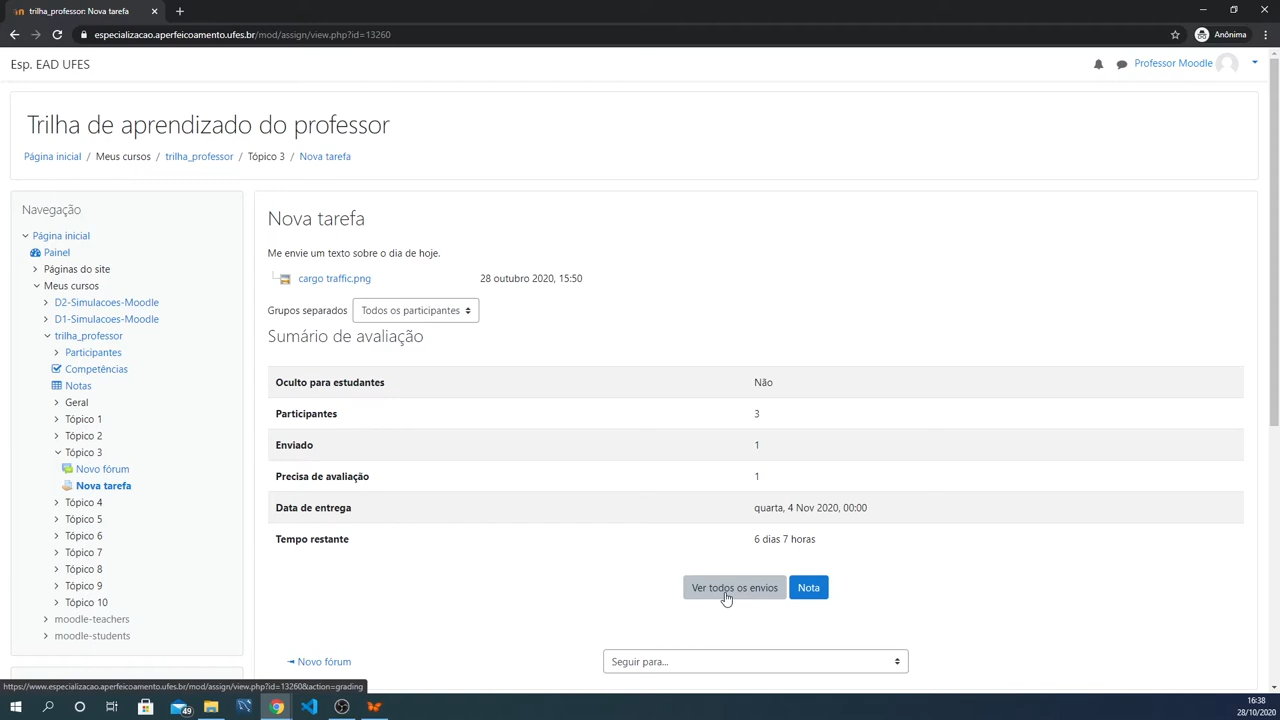 trilha_professor: Nova tarefa
especializacao.aperfeicoamento.ufes.br/mod/assign/view.php?id=13260
Anônima
Esp. EAD UFES
Professor Moodle
Trilha de aprendizado do professor
Página inicial / Meus cursos / trilha_professor / Tópico 3 / Nova tarefa
Navegação
Página inicial
Painel
Páginas do site
Meus cursos
D2-Simulacoes-Moodle
D1-Simulacoes-Moodle
trilha_professor
Participantes
Competências
Notas
Geral
Tópico 1
Tópico 2
Tópico 3
Novo fórum
Nova tarefa
Tópico 4
Tópico 5
Tópico 6
Tópico 7
Tópico 8
Tópico 9
Tópico 10
moodle-teachers
moodle-students
Nova tarefa
Me envie um texto sobre o dia de hoje.
cargo traffic.png 28 outubro 2020, 15:50
Grupos separados Todos os participantes
Sumário de avaliação
Oculto para estudantes Não
Participantes 3
Enviado 1
Precisa de avaliação 1
Data de entrega quarta, 4 Nov 2020, 00:00
Tempo restante 6 dias 7 horas
Ver todos os envios Nota
Novo fórum Seguir para...
https://www.especializacao.aperfeicoamento.ufes.br/mod/assign/view.php?id=13260&action=grading
49
16:38
28/10/2020